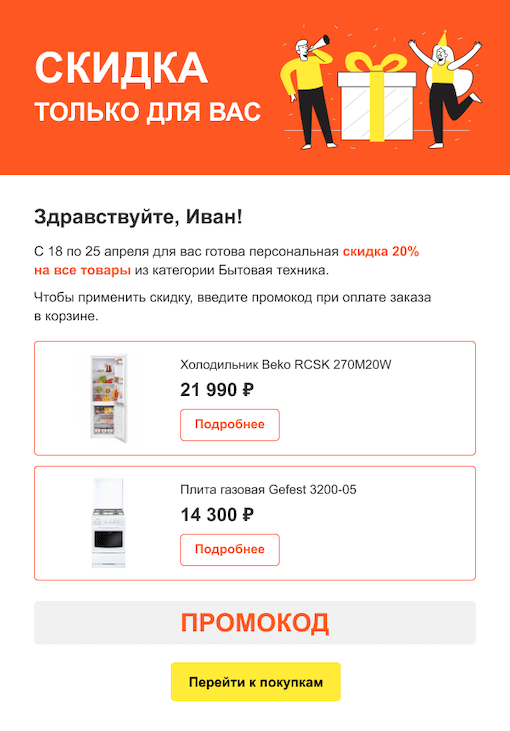 СКИДКА
ТОЛЬКО ДЛЯ ВАС
Здравствуйте, Иван!
С 18 по 25 апреля для вас готова персональная скидка 20%
на все товары из категории Бытовая техника.
Чтобы применить скидку, введите промокод при оплате заказа
в корзине.
Холодильник Beko RCSK 270M20W
21 990 ₽
Подробнее
Плита газовая Gefest 3200-05
14 300 ₽
Подробнее
ПРОМОКОД
Перейти к покупкам